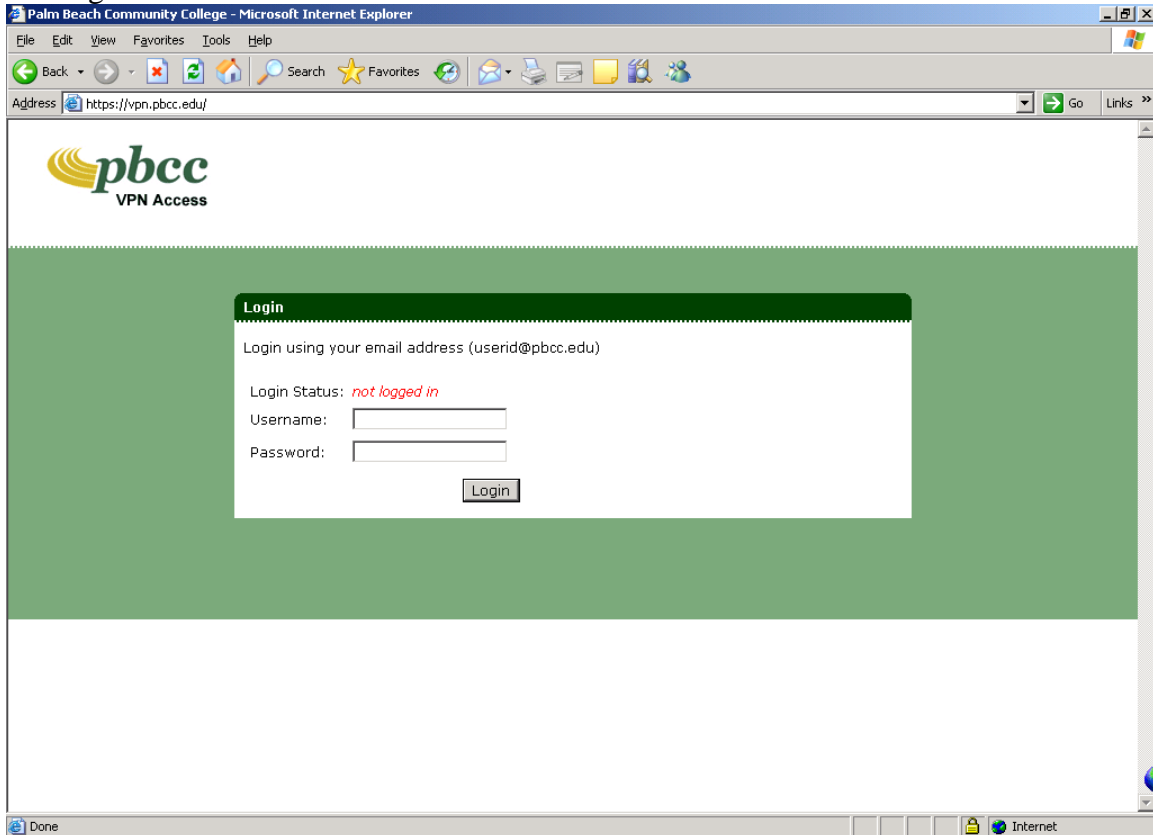 Palm Beach Community College - Microsoft Internet Explorer
File Edit View Favorites Tools Help
Back Search Favorites
Address https://vpn.pbcc.edu/ Go Links »
pbcc
VPN Access
Login
Login using your email address (userid@pbcc.edu)
Login Status: not logged in
Username:
Password:
Login
Done Internet